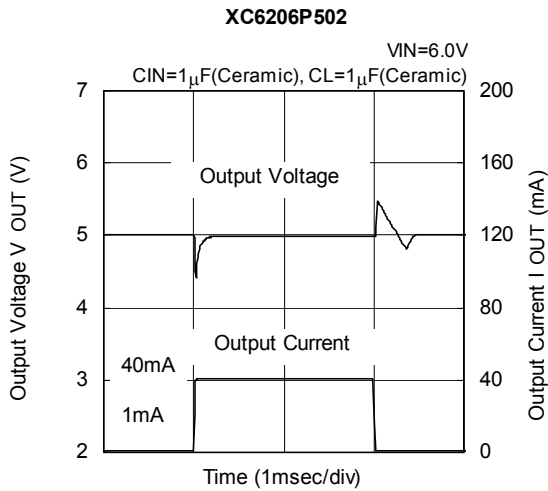 XC6206P502
VIN=6.0V
CIN=1μF(Ceramic), CL=1μF(Ceramic)
7
6
5
4
3
2
200
160
120
80
40
0
Output Voltage V OUT (V)
Output Current I OUT (mA)
Output Voltage
Output Current
40mA
1mA
Time (1msec/div)